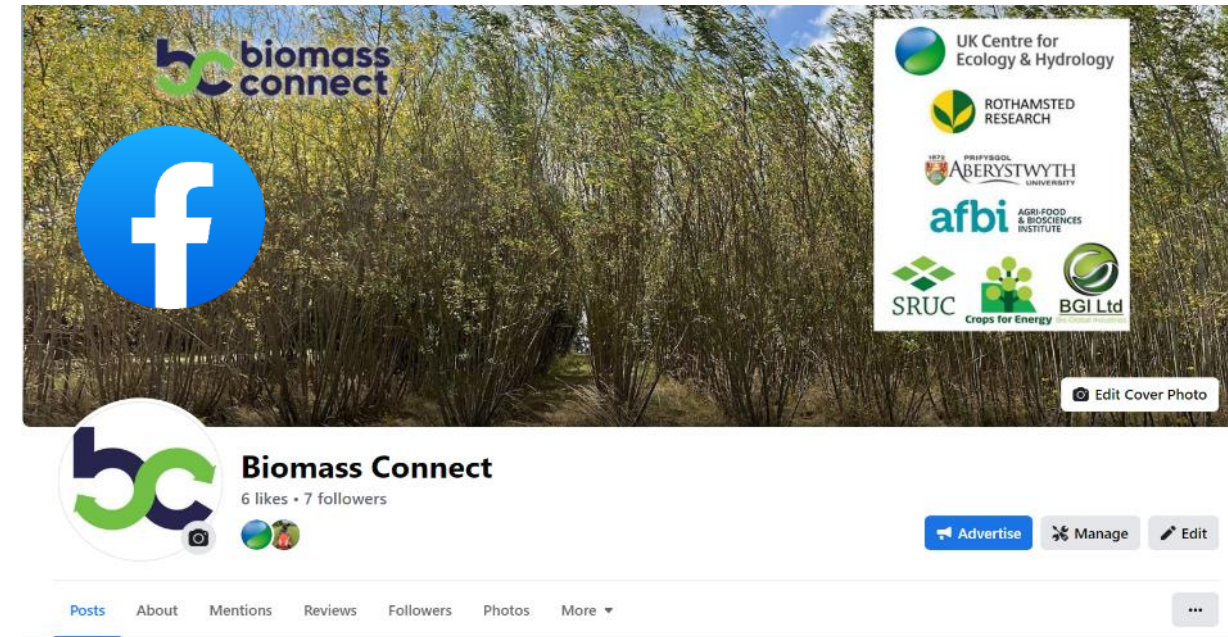 biomass
connect
UK Centre for
Ecology & Hydrology
ROTHAMSTED
RESEARCH
1872 PRIFYSGOL
ABERYSTWYTH
UNIVERSITY
afbi AGRI-FOOD
& BIOSCIENCES
INSTITUTE
SRUC
Crops for Energy
BGI Ltd
Edit Cover Photo
bc
Biomass Connect
6 likes • 7 followers
Advertise
Manage
Edit
Posts
About
Mentions
Reviews
Followers
Photos
More